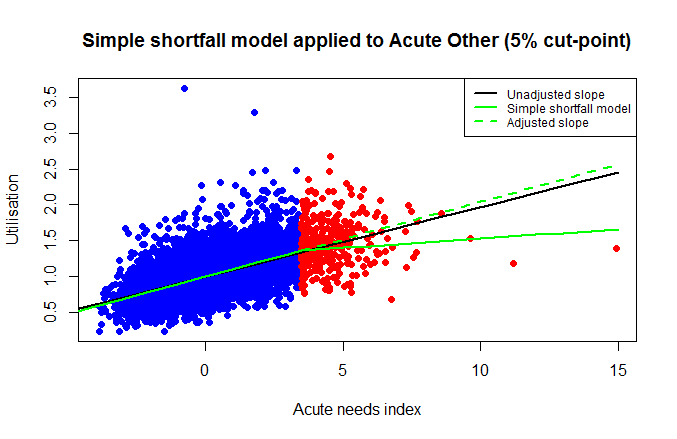 Simple shortfall model applied to Acute Other (5% cut-point)
Unadjusted slope
Simple shortfall model
Adjusted slope
Utilisation
3.5
3.0
2.5
2.0
1.5
1.0
0.5
0 5 10 15
Acute needs index